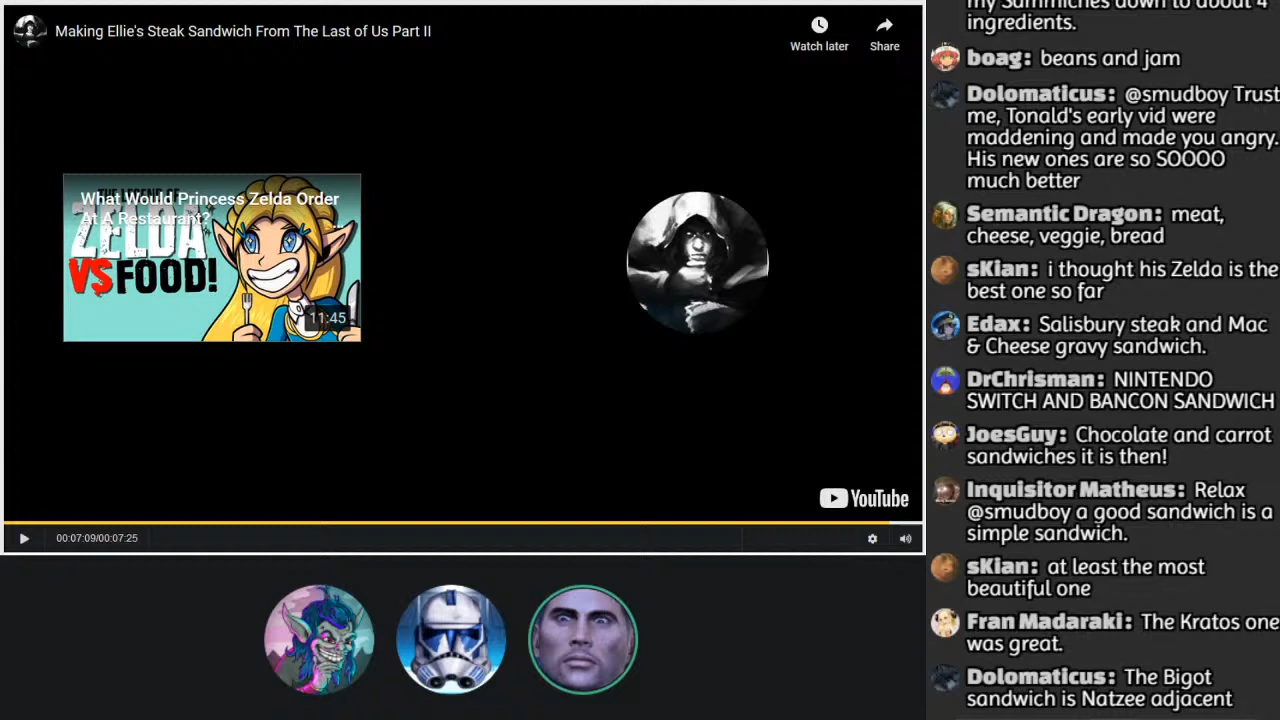 Making Ellie's Steak Sandwich From The Last of Us Part II
Watch later
Share
THE LEGEND OF
ZELDA
VS FOOD!
What Would Princess Zelda Order
At A Restaurant?
11:45
YouTube
00:07:09/00:07:25
my Sammiches down to about 4
ingredients.
boag: beans and jam
Dolomaticus: @smudboy Trust
me, Tonald's early vid were
maddening and made you angry.
His new ones are so SOOOO
much better
Semantic Dragon: meat,
cheese, veggie, bread
sKian: i thought his Zelda is the
best one so far
Edax: Salisbury steak and Mac
& Cheese gravy sandwich.
DrChrisman: NINTENDO
SWITCH AND BANCON SANDWICH
JoesGuy: Chocolate and carrot
sandwiches it is then!
Inquisitor Matheus: Relax
@smudboy a good sandwich is a
simple sandwich.
sKian: at least the most
beautiful one
Fran Madaraki: The Kratos one
was great.
Dolomaticus: The Bigot
sandwich is Natzee adjacent